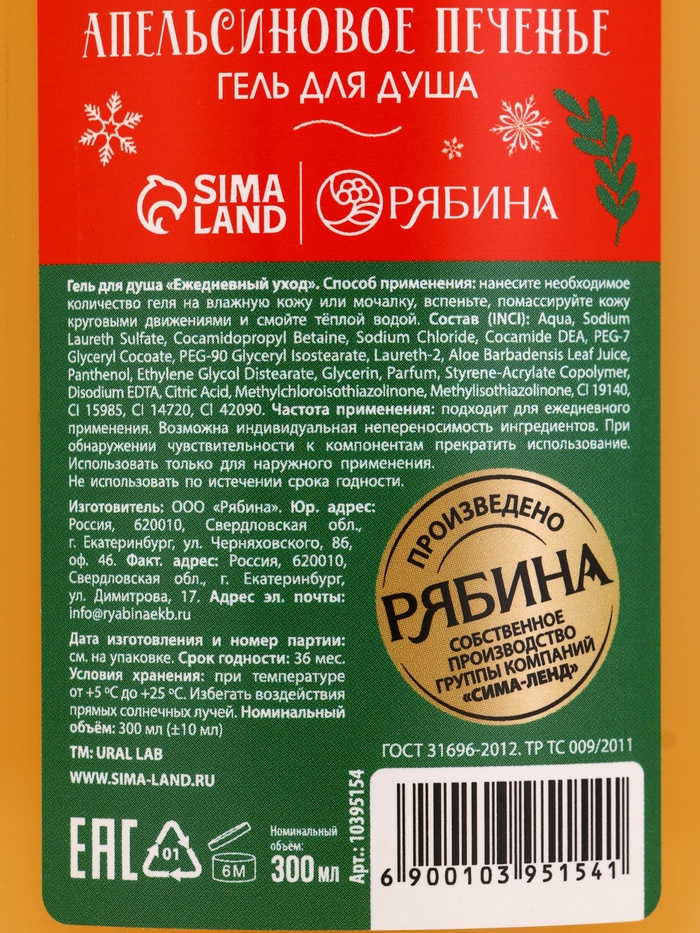 АПЕЛЬСИНОВОЕ ПЕЧЕНЬЕ
ГЕЛЬ ДЛЯ ДУША
SIMA
LAND
РЯБИНА
Гель для душа «Ежедневный уход». Способ применения: нанесите необходимое
количество геля на влажную кожу или мочалку, вспеньте, помассируйте кожу
круговыми движениями и смойте тёплой водой. Состав (INCI): Aqua, Sodium
Laureth Sulfate, Cocamidopropyl Betaine, Sodium Chloride, Cocamide DEA, PEG-7
Glyceryl Cocoate, PEG-90 Glyceryl Isostearate, Laureth-2, Aloe Barbadensis Leaf Juice,
Panthenol, Ethylene Glycol Distearate, Glycerin, Parfum, Styrene-Acrylate Copolymer,
Disodium EDTA, Citric Acid, Methylchloroisothiazolinone, Methylisothiazolinone, CI 19140,
CI 15985, CI 14720, CI 42090. Частота применения: подходит для ежедневного
применения. Возможна индивидуальная непереносимость ингредиентов. При
обнаружении чувствительности к компонентам прекратить использование.
Использовать только для наружного применения.
Не использовать по истечении срока годности.
Изготовитель: ООО «Рябина». Юр. адрес:
Россия, 620010, Свердловская обл.,
г. Екатеринбург, ул. Черняховского, 86,
оф. 46. Факт. адрес: Россия, 620010,
Свердловская обл., г. Екатеринбург,
ул. Димитрова, 17. Адрес эл. почты:
info@ryabinaekb.ru
Дата изготовления и номер партии:
см. на упаковке. Срок годности: 36 мес.
Условия хранения: при температуре
от +5 ºС до +25 ºС. Избегать воздействия
прямых солнечных лучей. Номинальный
объём: 300 мл (±10 мл)
TM: URAL LAB
WWW.SIMA-LAND.RU
ПРОИЗВЕДЕНО
РЯБИНА
СОБСТВЕННОЕ
ПРОИЗВОДСТВО
ГРУППЫ КОМПАНИЙ
«СИМА-ЛЕНД»
ГОСТ 31696-2012. ТР ТС 009/2011
EAC
01
6М
Номинальный
объём:
300 мл
Арт.: 10395154
6 900103 951541